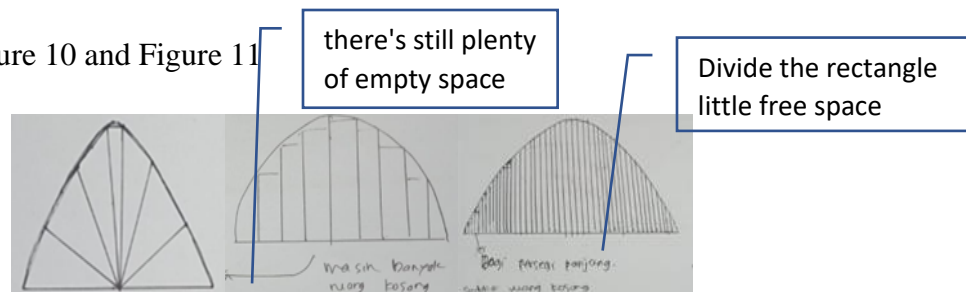 ure 10 and Figure 11
there's still plenty
of empty space
Divide the rectangle
little free space
masih banyak
ruang kosong
Bagi persegi panjang.
ruang kosong